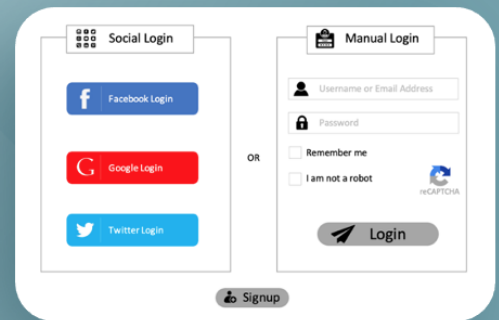 Social Login
Facebook Login
Google Login
Twitter Login
OR
Manual Login
Username or Email Address
Password
Remember me
I am not a robot
reCAPTCHA
Login
Signup